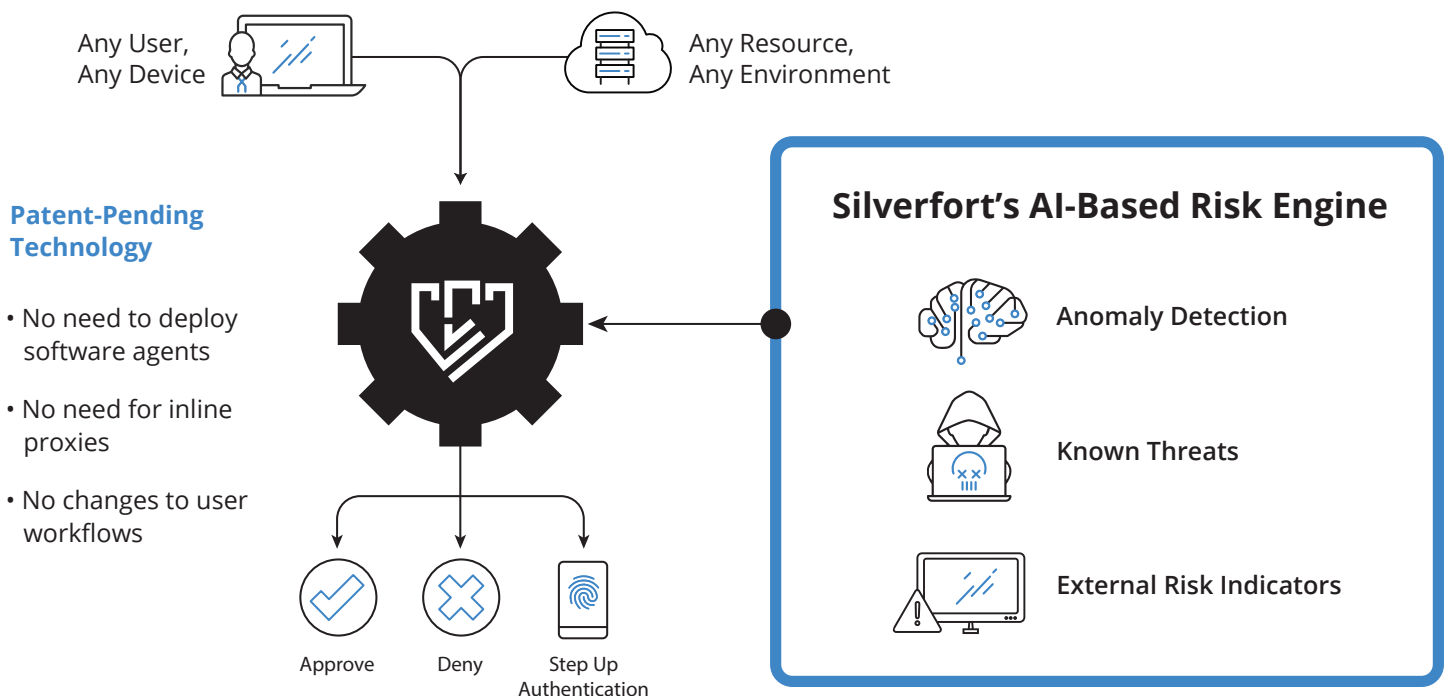 Any User,
Any Device
Any Resource,
Any Environment
Patent-Pending
Technology
• No need to deploy
software agents
• No need for inline
proxies
• No changes to user
workflows
Approve
Deny
Step Up
Authentication
Silverfort’s AI-Based Risk Engine
Anomaly Detection
Known Threats
External Risk Indicators